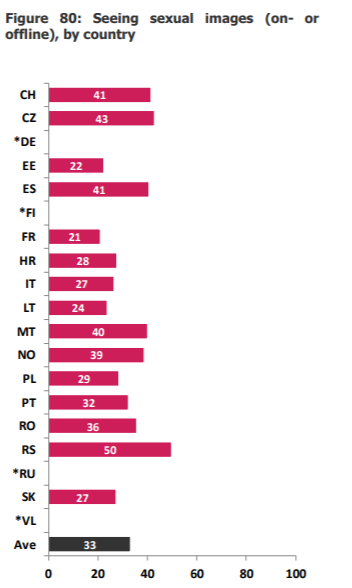 Figure 80: Seeing sexual images (on- or
offline), by country
CH 41
CZ 43
*DE
EE 22
ES 41
*FI
FR 21
HR 28
IT 27
LT 24
MT 40
NO 39
PL 29
PT 32
RO 36
RS 50
*RU
SK 27
*VL
Ave 33
0 20 40 60 80 100